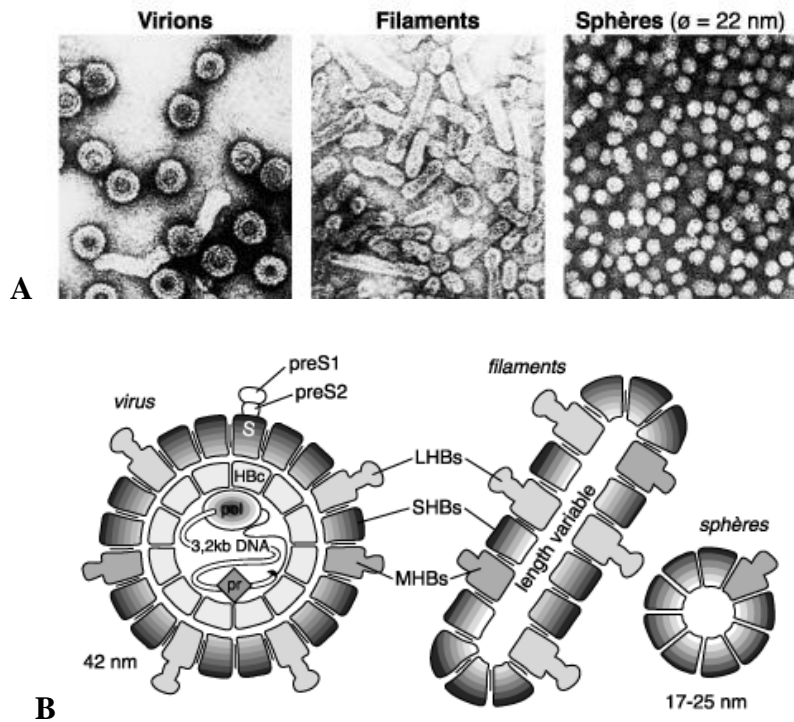 Virions
Filaments
Sphères (ø = 22 nm)
A
preS1
preS2
virus
filaments
S
HBc
LHBs
pol
SHBs
3,2kb DNA
length variable
sphères
MHBs
pr
42 nm
17-25 nm
B